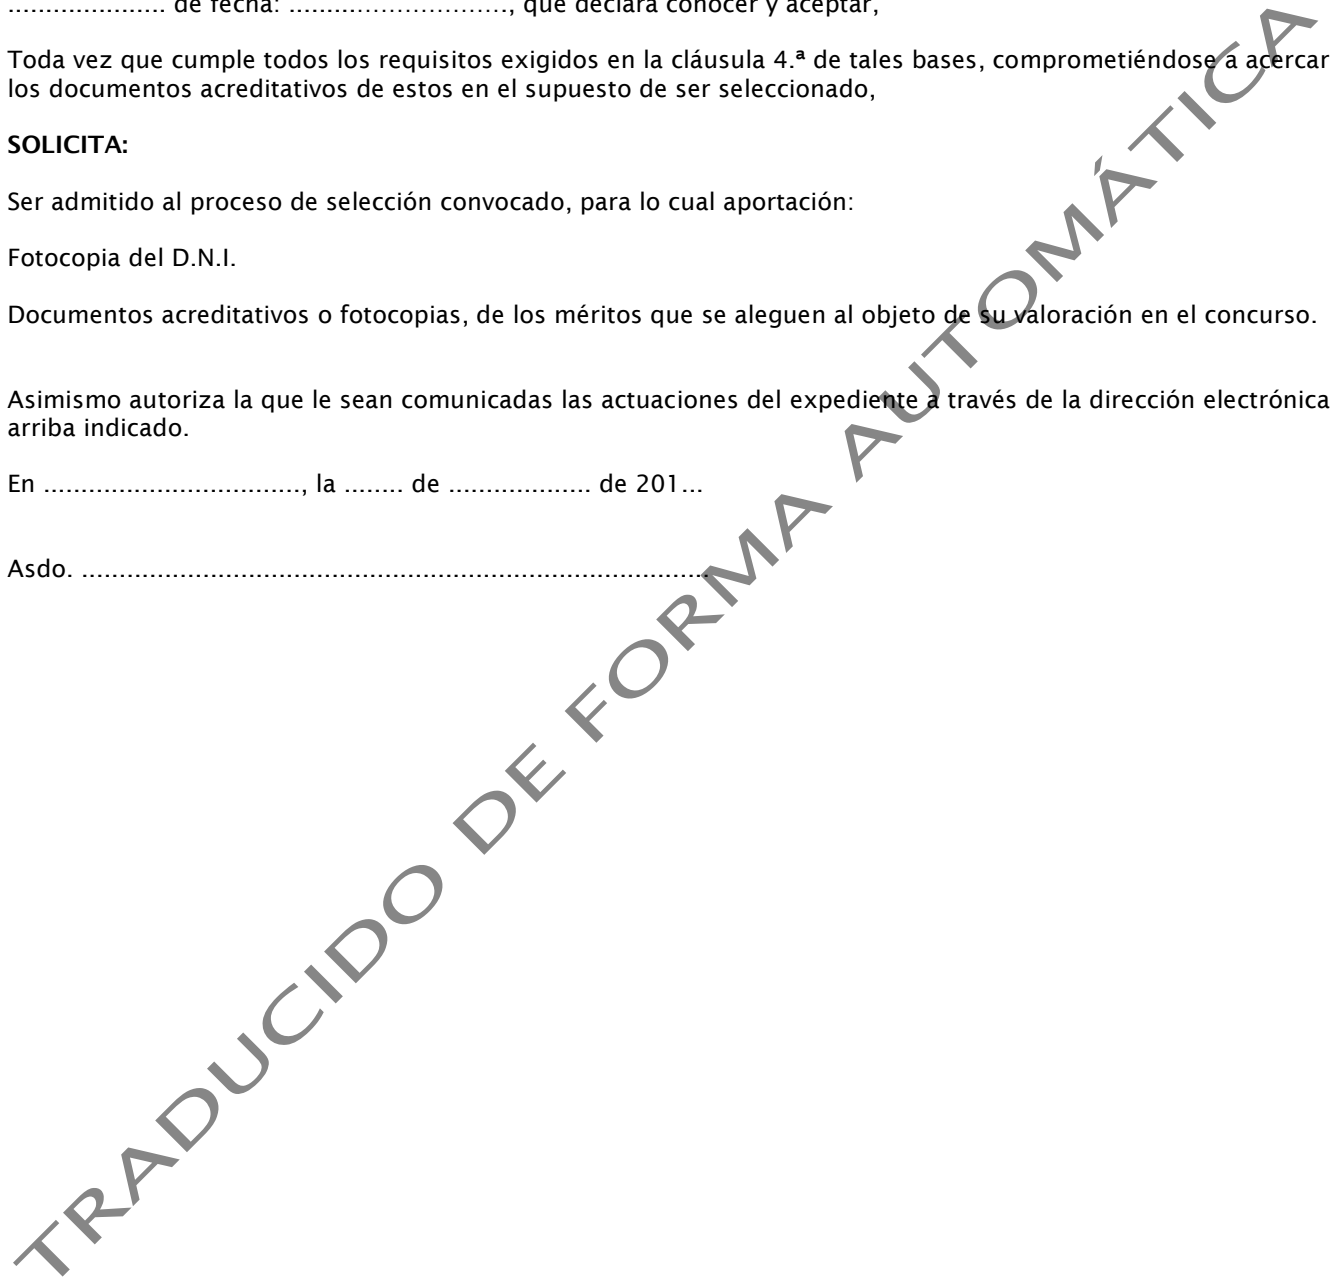 ..................... de fecha: ............................., que declara conocer y aceptar,
Toda vez que cumple todos los requisitos exigidos en la cláusula 4.ª de tales bases, comprometiéndose a acercar
los documentos acreditativos de estos en el supuesto de ser seleccionado,
SOLICITA:
Ser admitido al proceso de selección convocado, para lo cual aportación:
Fotocopia del D.N.I.
Documentos acreditativos o fotocopias, de los méritos que se aleguen al objeto de su valoración en el concurso.
Asimismo autoriza la que le sean comunicadas las actuaciones del expediente a través de la dirección electrónica
arriba indicado.
En .................................., la ........ de ................... de 201...
Asdo. ....................................................................................
TRADUCIDO DE FORMA AUTOMÁTICA